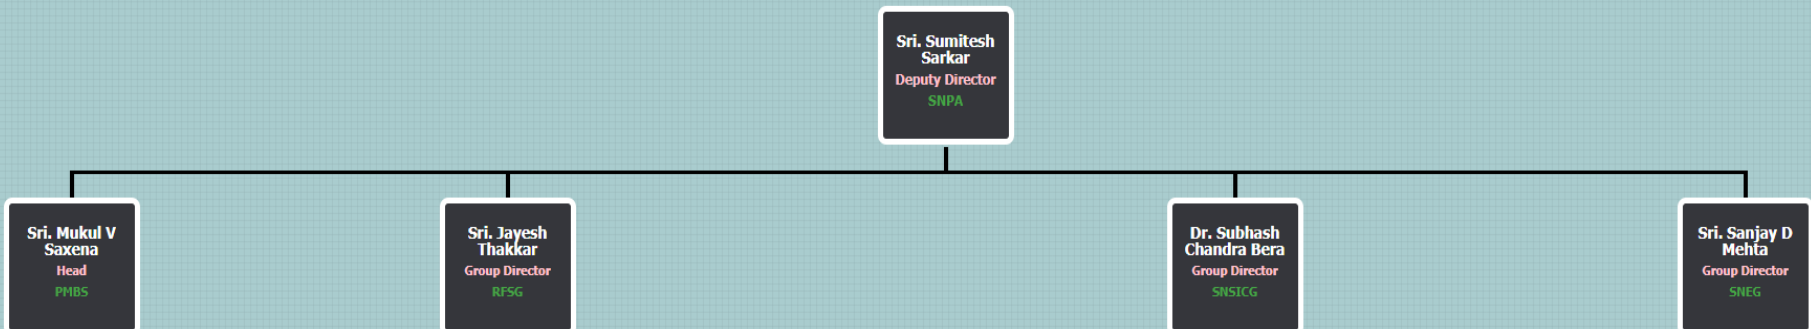 Sri. Sumitesh
Sarkar
Deputy Director
SNPA
Sri. Mukul V
Saxena
Head
PMBS
Sri. Jayesh
Thakkar
Group Director
RFSG
Dr. Subhash
Chandra Bera
Group Director
SNSICG
Sri. Sanjay D
Mehta
Group Director
SNEG